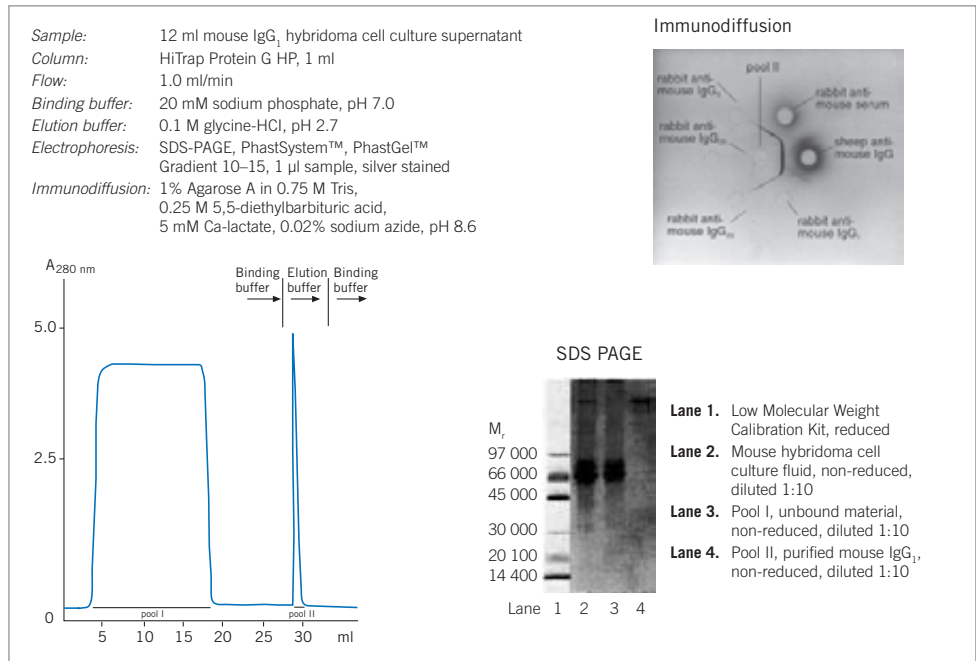 Sample: 12 ml mouse IgG₁ hybridoma cell culture supernatant
Column: HiTrap Protein G HP, 1 ml
Flow: 1.0 ml/min
Binding buffer: 20 mM sodium phosphate, pH 7.0
Elution buffer: 0.1 M glycine-HCl, pH 2.7
Electrophoresis: SDS-PAGE, PhastSystem™, PhastGel™
Gradient 10–15, 1 µl sample, silver stained
Immunodiffusion: 1% Agarose A in 0.75 M Tris,
0.25 M 5,5-diethylbarbituric acid,
5 mM Ca-lactate, 0.02% sodium azide, pH 8.6
Immunodiffusion
pool II
rabbit anti-
mouse IgG
rabbit anti-
mouse serum
rabbit anti-
mouse IgG
sheep anti
mouse IgG
rabbit anti-
mouse IgG
rabbit anti-
mouse IgG
A280 nm
Binding
buffer
Elution
buffer
Binding
buffer
5.0
2.5
0
pool I
pool II
5 10 15 20 25 30 ml
SDS PAGE
Mr
97 000
66 000
45 000
30 000
20 100
14 400
Lane 1 2 3 4
Lane 1. Low Molecular Weight
Calibration Kit, reduced
Lane 2. Mouse hybridoma cell
culture fluid, non-reduced,
diluted 1:10
Lane 3. Pool I, unbound material,
non-reduced, diluted 1:10
Lane 4. Pool II, purified mouse IgG₁,
non-reduced, diluted 1:10